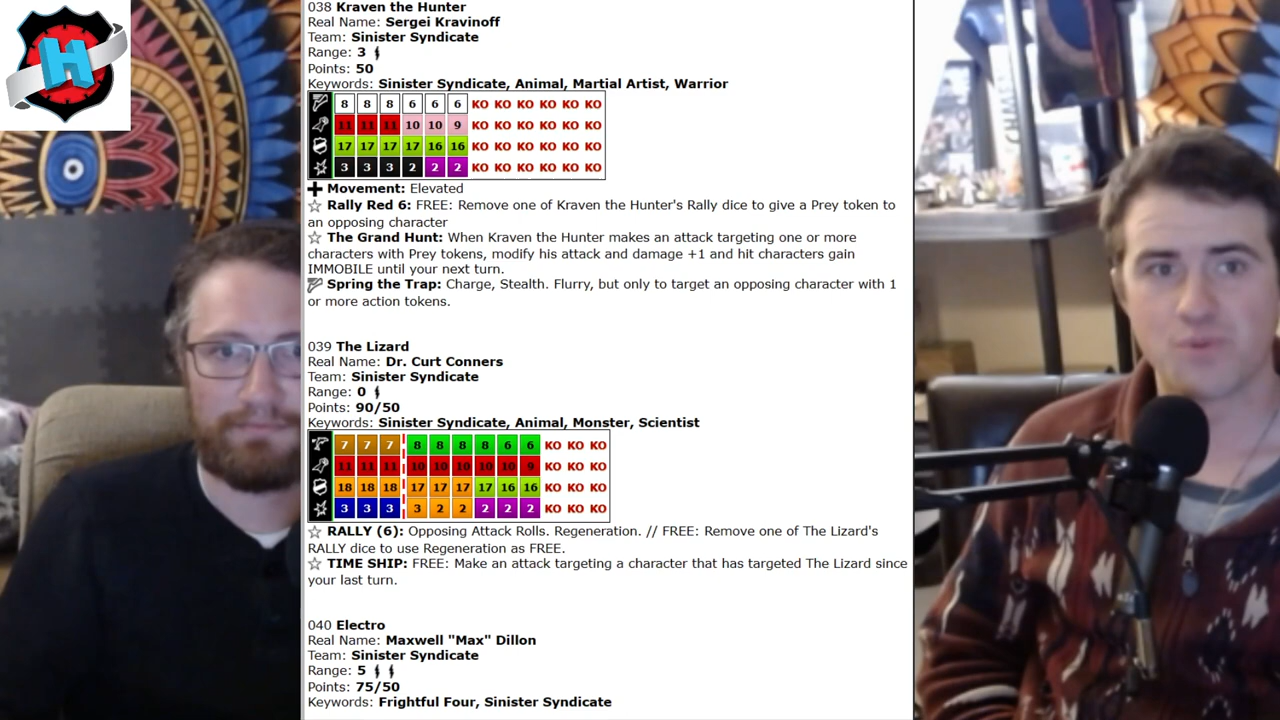 H
038 Kraven the Hunter
Real Name: Sergei Kravinoff
Team: Sinister Syndicate
Range: 3
Points: 50
Keywords: Sinister Syndicate, Animal, Martial Artist, Warrior
8 8 8 6 6 6 KO KO KO KO KO KO
11 11 11 10 10 9 KO KO KO KO KO KO
17 17 17 17 16 16 KO KO KO KO KO KO
3 3 3 2 2 2 KO KO KO KO KO KO
Movement: Elevated
☆ Rally Red 6: FREE: Remove one of Kraven the Hunter's Rally dice to give a Prey token to
an opposing character
☆ The Grand Hunt: When Kraven the Hunter makes an attack targeting one or more
characters with Prey tokens, modify his attack and damage +1 and hit characters gain
IMMOBILE until your next turn.
Spring the Trap: Charge, Stealth. Flurry, but only to target an opposing character with 1
or more action tokens.
039 The Lizard
Real Name: Dr. Curt Conners
Team: Sinister Syndicate
Range: 0
Points: 90/50
Keywords: Sinister Syndicate, Animal, Monster, Scientist
7 7 7 8 8 8 8 6 6 KO KO KO
11 11 11 10 10 10 10 10 9 KO KO KO
18 18 18 17 17 17 17 16 16 KO KO KO
3 3 3 3 2 2 2 2 2 KO KO KO
☆ RALLY (6): Opposing Attack Rolls. Regeneration. // FREE: Remove one of The Lizard's
RALLY dice to use Regeneration as FREE.
☆ TIME SHIP: FREE: Make an attack targeting a character that has targeted The Lizard since
your last turn.
040 Electro
Real Name: Maxwell "Max" Dillon
Team: Sinister Syndicate
Range: 5
Points: 75/50
Keywords: Frightful Four, Sinister Syndicate